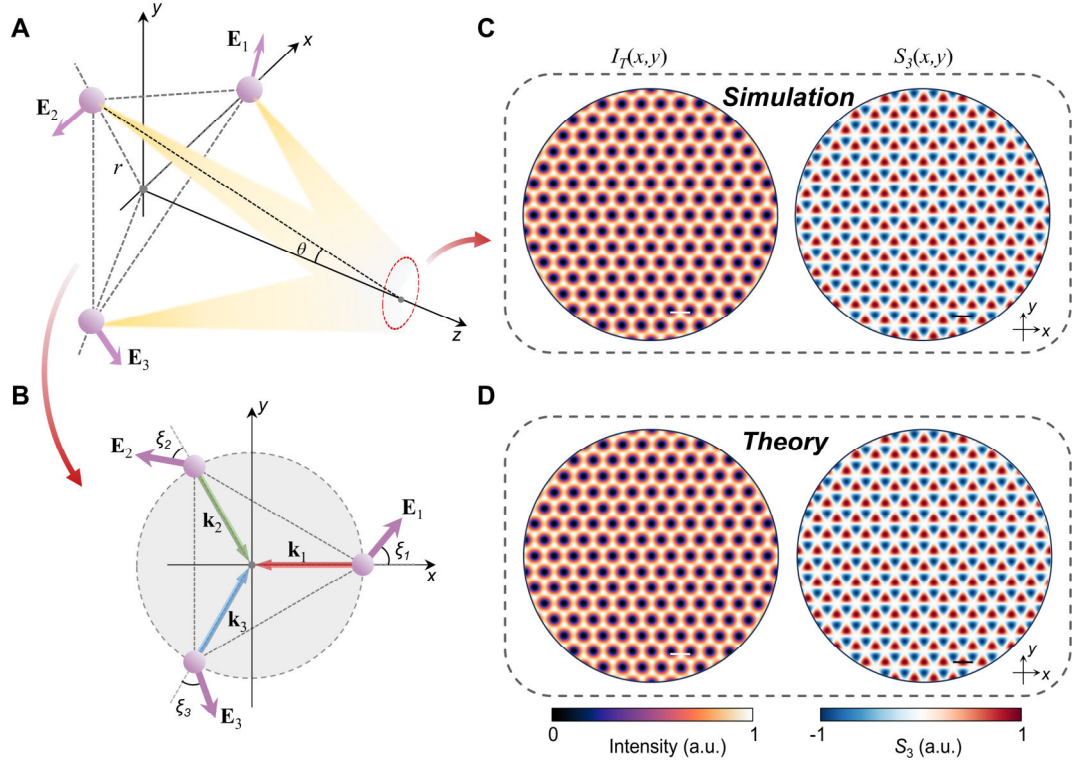 A
y
x
E1
E2
r
θ
z
E3
B
y
ξ2
E2
k2
E1
k1
ξ1
x
k3
ξ3
E3
C
IT(x,y)
S3(x,y)
Simulation
y
x
D
Theory
y
x
0
1
Intensity (a.u.)
-1
1
S3 (a.u.)